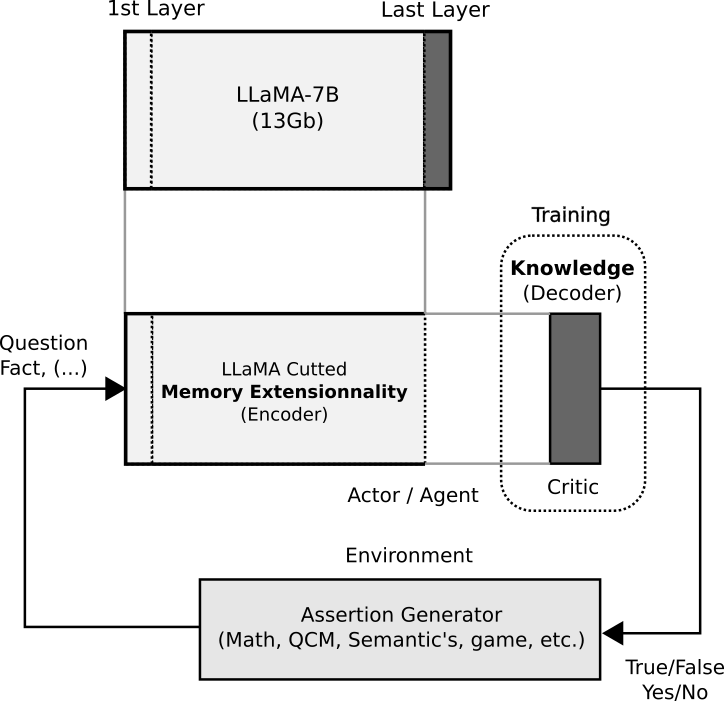 1st Layer
Last Layer
LLaMA-7B
(13Gb)
Training
Knowledge
(Decoder)
Question
Fact, (...)
LLaMA Cutted
Memory Extensionnality
(Encoder)
Actor / Agent
Critic
Environment
Assertion Generator
(Math, QCM, Semantic's, game, etc.)
True/False
Yes/No